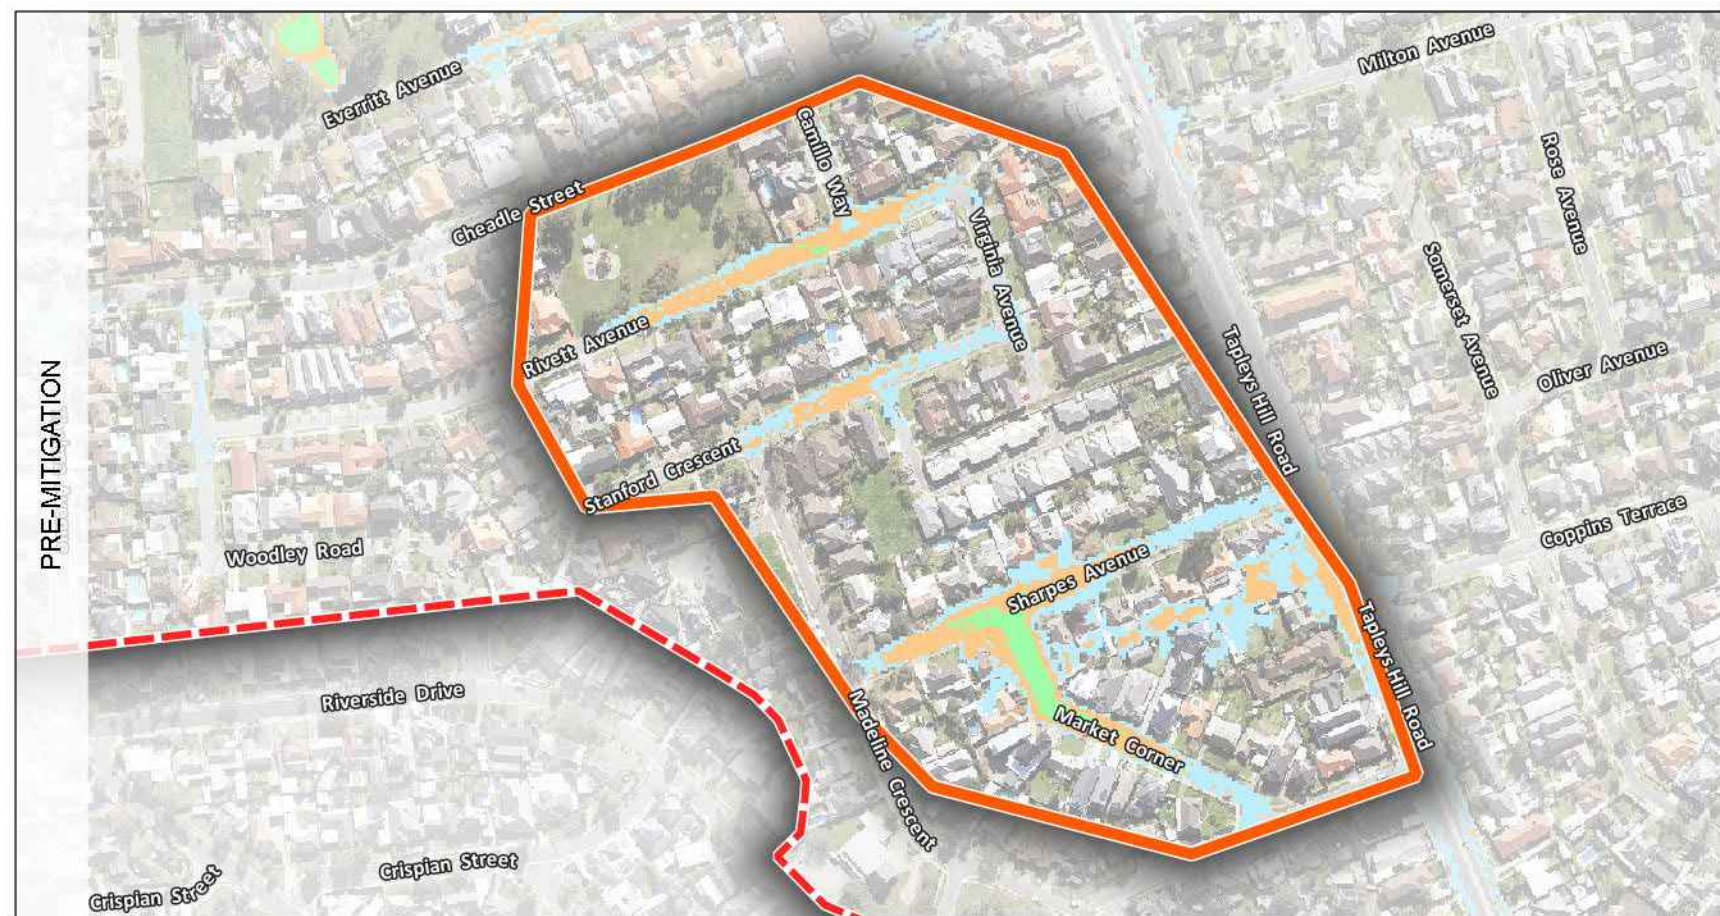 PRE-MITIGATION
Milton Avenue
Everritt Avenue
Camillo Way
Rose Avenue
Cheadle Street
Virginia Avenue
Somerset Avenue
Rivett Avenue
Tapleys Hill Road
Oliver Avenue
Stanford Crescent
Coppins Terrace
Woodley Road
Sharpes Avenue
Tapleys Hill Road
Riverside Drive
Market Corner
Madeline Crescent
Crispian Street
Crispian Street